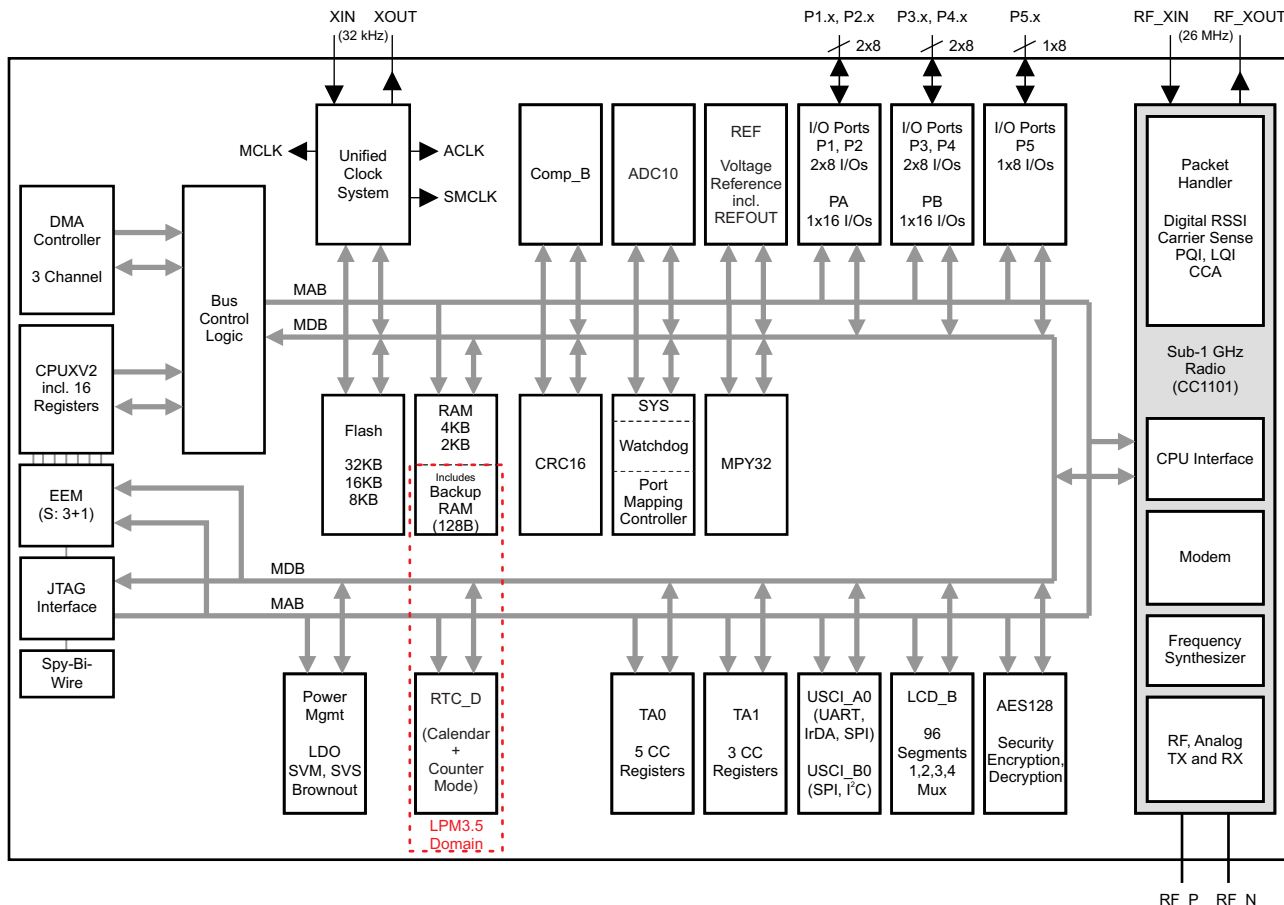 XIN XOUT
(32 kHz)
P1.x, P2.x
2x8
P3.x, P4.x
2x8
P5.x
1x8
RF_XIN RF_XOUT
(26 MHz)
MCLK
Unified
Clock
System
ACLK
SMCLK
Comp_B
ADC10
REF
Voltage
Reference
incl.
REFOUT
I/O Ports
P1, P2
2x8 I/Os
PA
1x16 I/Os
I/O Ports
P3, P4
2x8 I/Os
PB
1x16 I/Os
I/O Ports
P5
1x8 I/Os
Packet
Handler
Digital RSSI
Carrier Sense
PQI, LQI
CCA
DMA
Controller
3 Channel
Bus
Control
Logic
MAB
MDB
CPUXV2
incl. 16
Registers
Sub-1 GHz
Radio
(CC1101)
Flash
32KB
16KB
8KB
RAM
4KB
2KB
Includes
Backup
RAM
(128B)
CRC16
SYS
Watchdog
Port
Mapping
Controller
MPY32
CPU Interface
EEM
(S: 3+1)
Modem
JTAG
Interface
MDB
MAB
Frequency
Synthesizer
Spy-Bi-
Wire
Power
Mgmt
LDO
SVM, SVS
Brownout
RTC_D
(Calendar
+
Counter
Mode)
LPM3.5
Domain
TA0
5 CC
Registers
TA1
3 CC
Registers
USCI_A0
(UART,
IrDA, SPI)
USCI_B0
(SPI, I²C)
LCD_B
96
Segments
1,2,3,4
Mux
AES128
Security
Encryption,
Decryption
RF, Analog
TX and RX
RF_P RF_N